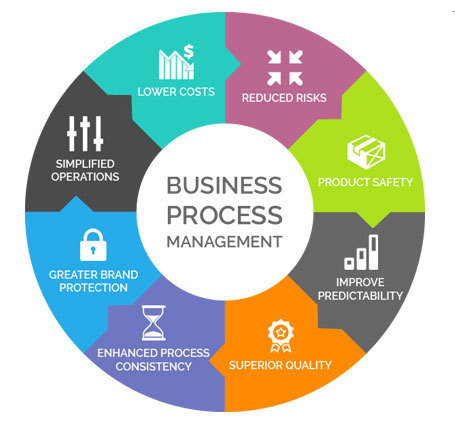 BUSINESS
PROCESS
MANAGEMENT
$
LOWER COSTS
REDUCED RISKS
PRODUCT SAFETY
IMPROVE
PREDICTABILITY
SUPERIOR QUALITY
ENHANCED PROCESS
CONSISTENCY
GREATER BRAND
PROTECTION
SIMPLIFIED
OPERATIONS